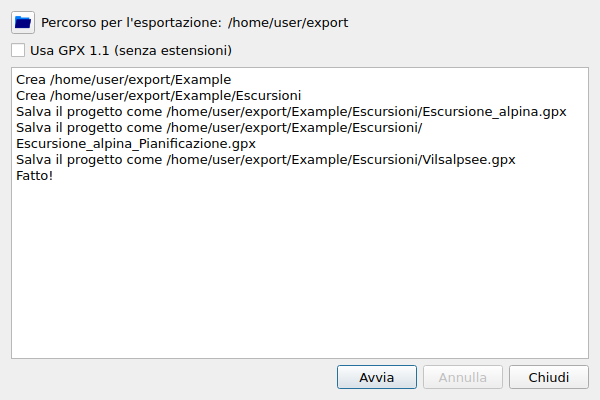 Percorso per l'esportazione: /home/user/export
Usa GPX 1.1 (senza estensioni)
Crea /home/user/export/Example
Crea /home/user/export/Example/Escursioni
Salva il progetto come /home/user/export/Example/Escursioni/Escursione_alpina.gpx
Salva il progetto come /home/user/export/Example/Escursioni/
Escursione_alpina_Pianificazione.gpx
Salva il progetto come /home/user/export/Example/Escursioni/Vilsalpsee.gpx
Fatto!
Avvia Annulla Chiudi